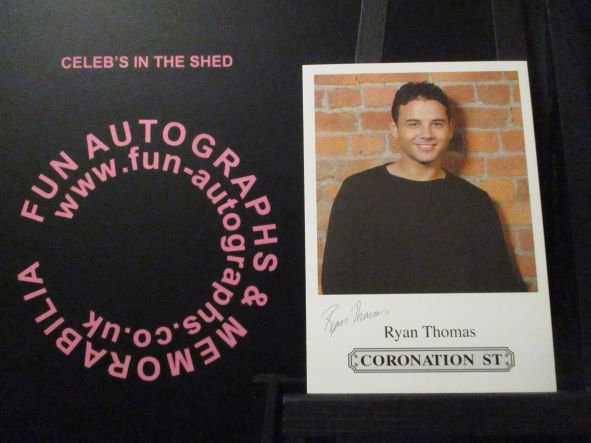 CELEB'S IN THE SHED
FUN AUTOGRAPHS & MEMORABILIA
www.fun-autographs.co.uk
Ryan Thomas
Ryan Thomas
CORONATION ST